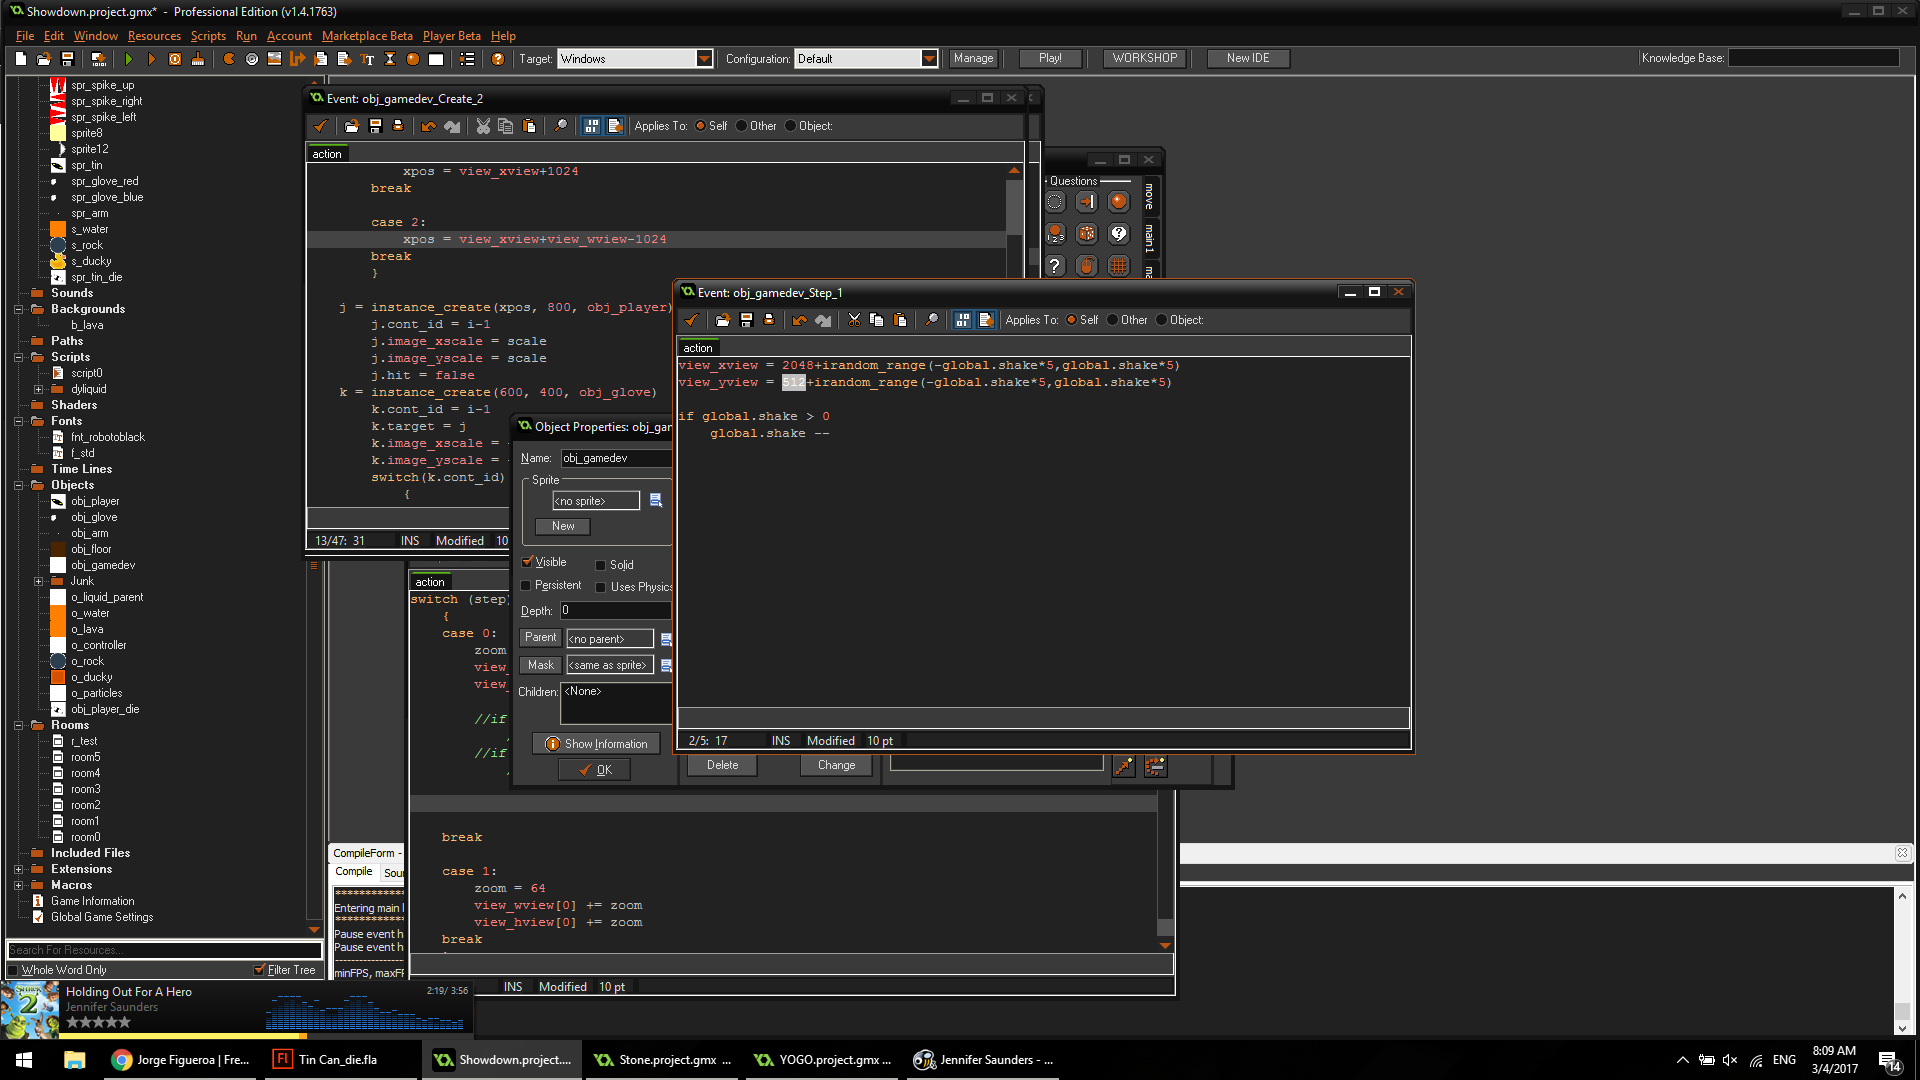 Showdown.project.gmx* - Professional Edition (v1.4.1763)
File Edit Window Resources Scripts Run Account Marketplace Beta Player Beta Help
Target: Windows Configuration: Default Manage Play! WORKSHOP New IDE Knowledge Base:
spr_spike_up
spr_spike_right
spr_spike_left
sprite8
sprite12
spr_tin
spr_glove_red
spr_glove_blue
spr_arm
s_water
s_rock
s_ducky
spr_tin_die
Sounds
Backgrounds
b_lava
Paths
Scripts
script0
dyliquid
Shaders
Fonts
fnt_robotoblack
f_std
Time Lines
Objects
obj_player
obj_glove
obj_arm
obj_floor
obj_gamedev
Junk
o_liquid_parent
o_water
o_lava
o_controller
o_rock
o_ducky
o_particles
obj_player_die
Rooms
r_test
room5
room4
room3
room2
room1
room0
Included Files
Extensions
Macros
Game Information
Global Game Settings
Search For Resources...
Whole Word Only Filter Tree
Event: obj_gamedev_Create_2
Applies To: Self Other Object:
action
xpos = view_xview+1024
break
case 2:
xpos = view_xview+view_wview-1024
break
}
j = instance_create(xpos, 800, obj_player)
j.cont_id = i-1
j.image_xscale = scale
j.image_yscale = scale
j.hit = false
k = instance_create(600, 400, obj_glove)
k.cont_id = i-1
k.target = j
k.image_xscale =
k.image_yscale =
switch(k.cont_id)
{
13/47: 31 INS Modified 10
Questions
move
main1
Object Properties: obj_gam
Name: obj_gamedev
Sprite
<no sprite>
New
Visible Solid
Persistent Uses Physics
Depth: 0
Parent <no parent>
Mask <same as sprite>
Children: <None>
Show Information
OK
Delete Change
Event: obj_gamedev_Step_1
Applies To: Self Other Object:
action
view_xview = 2048+irandom_range(-global.shake*5,global.shake*5)
view_yview = 512+irandom_range(-global.shake*5,global.shake*5)
if global.shake > 0
global.shake --
2/5: 17 INS Modified 10 pt
action
switch (step)
{
case 0:
zoom
view_
view_
//if
//if
break
case 1:
zoom = 64
view_wview[0] += zoom
view_hview[0] += zoom
break
INS Modified 10 pt
CompileForm -
Compile Sour
Entering main l
Pause event h
Pause event h
minFPS, maxFF
SHREK 2
Holding Out For A Hero
Jennifer Saunders
2:19/ 3:56
Jorge Figueroa | Fre...
Tin Can_die.fla
Showdown.project....
Stone.project.gmx ...
YOGO.project.gmx ...
Jennifer Saunders - ...
ENG
8:09 AM
3/4/2017
14